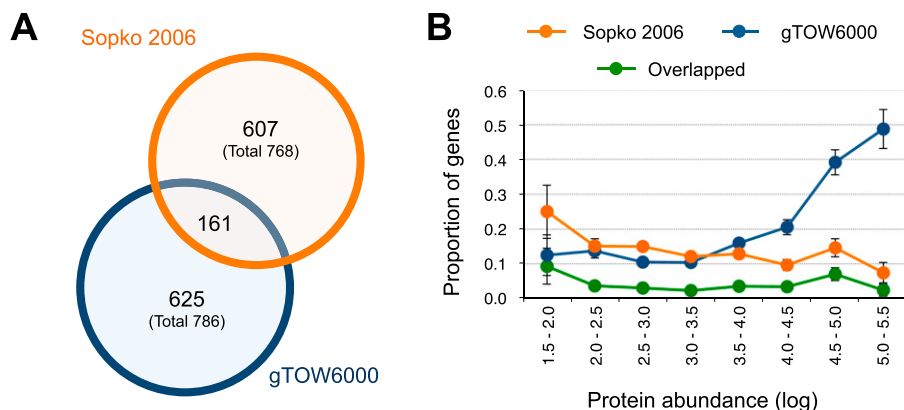 A
Sopko 2006
607
(Total 768)
161
625
(Total 786)
gTOW6000
B
Sopko 2006
gTOW6000
Overlapped
Proportion of genes
0.6
0.5
0.4
0.3
0.2
0.1
0.0
1.5 - 2.0
2.0 - 2.5
2.5 - 3.0
3.0 - 3.5
3.5 - 4.0
4.0 - 4.5
4.5 - 5.0
5.0 - 5.5
Protein abundance (log)